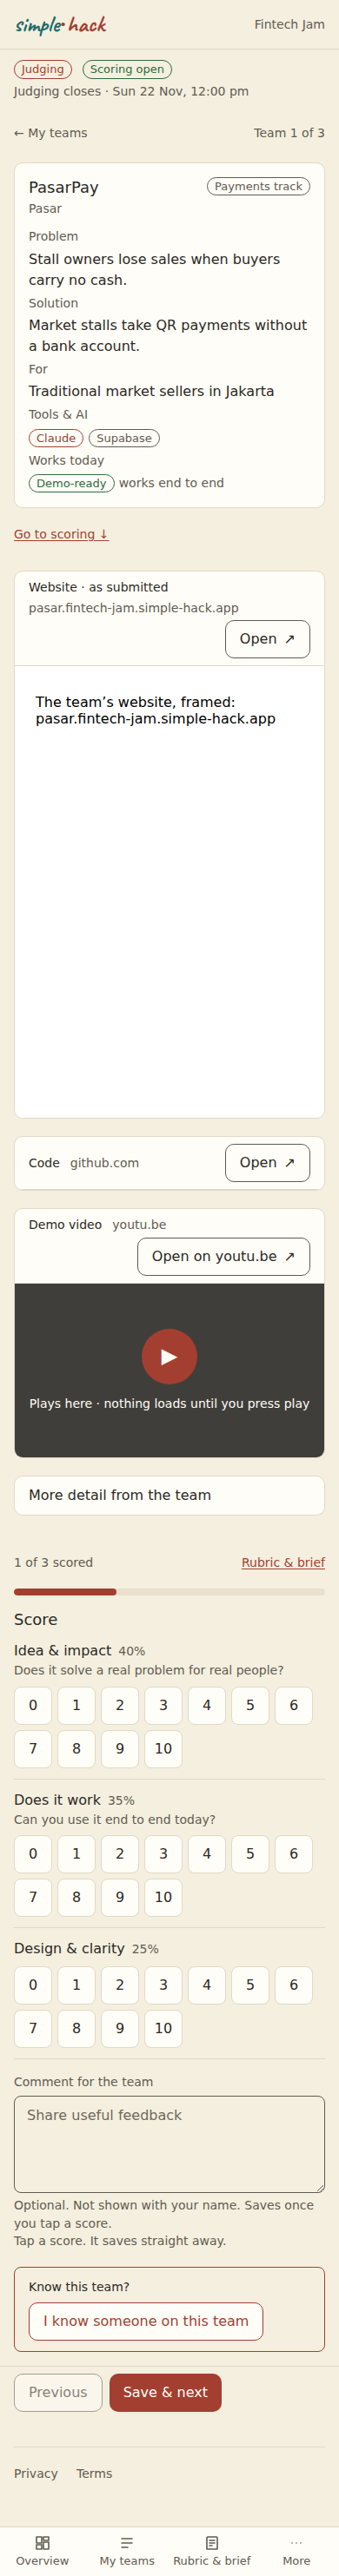 simple·hack
Fintech Jam
Judging
Scoring open
Judging closes · Sun 22 Nov, 12:00 pm
← My teams
Team 1 of 3
PasarPay
Payments track
Pasar
Problem
Stall owners lose sales when buyers
carry no cash.
Solution
Market stalls take QR payments without
a bank account.
For
Traditional market sellers in Jakarta
Tools & AI
Claude Supabase
Works today
Demo-ready works end to end
Go to scoring ↓
Website · as submitted
pasar.fintech-jam.simple-hack.app
Open ↗
The team’s website, framed:
pasar.fintech-jam.simple-hack.app
Code github.com
Open ↗
Demo video youtu.be
Open on youtu.be ↗
Plays here · nothing loads until you press play
More detail from the team
1 of 3 scored
Rubric & brief
Score
Idea & impact 40%
Does it solve a real problem for real people?
0 1 2 3 4 5 6
7 8 9 10
Does it work 35%
Can you use it end to end today?
0 1 2 3 4 5 6
7 8 9 10
Design & clarity 25%
0 1 2 3 4 5 6
7 8 9 10
Comment for the team
Share useful feedback
Optional. Not shown with your name. Saves once
you tap a score.
Tap a score. It saves straight away.
Know this team?
I know someone on this team
Previous
Save & next
Privacy Terms
Overview
My teams
Rubric & brief
More